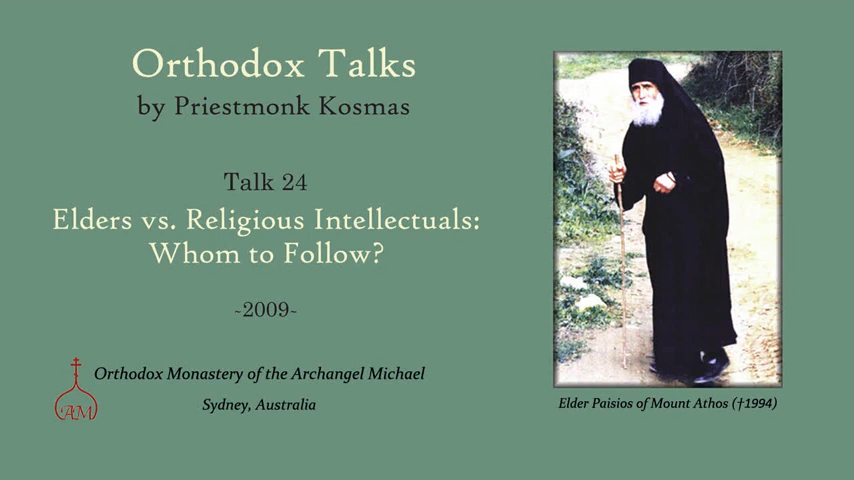 Orthodox Talks
by Priestmonk Kosmas
Talk 24
Elders vs. Religious Intellectuals:
Whom to Follow?
~2009~
Orthodox Monastery of the Archangel Michael
Sydney, Australia
AM
Elder Paisios of Mount Athos (†1994)